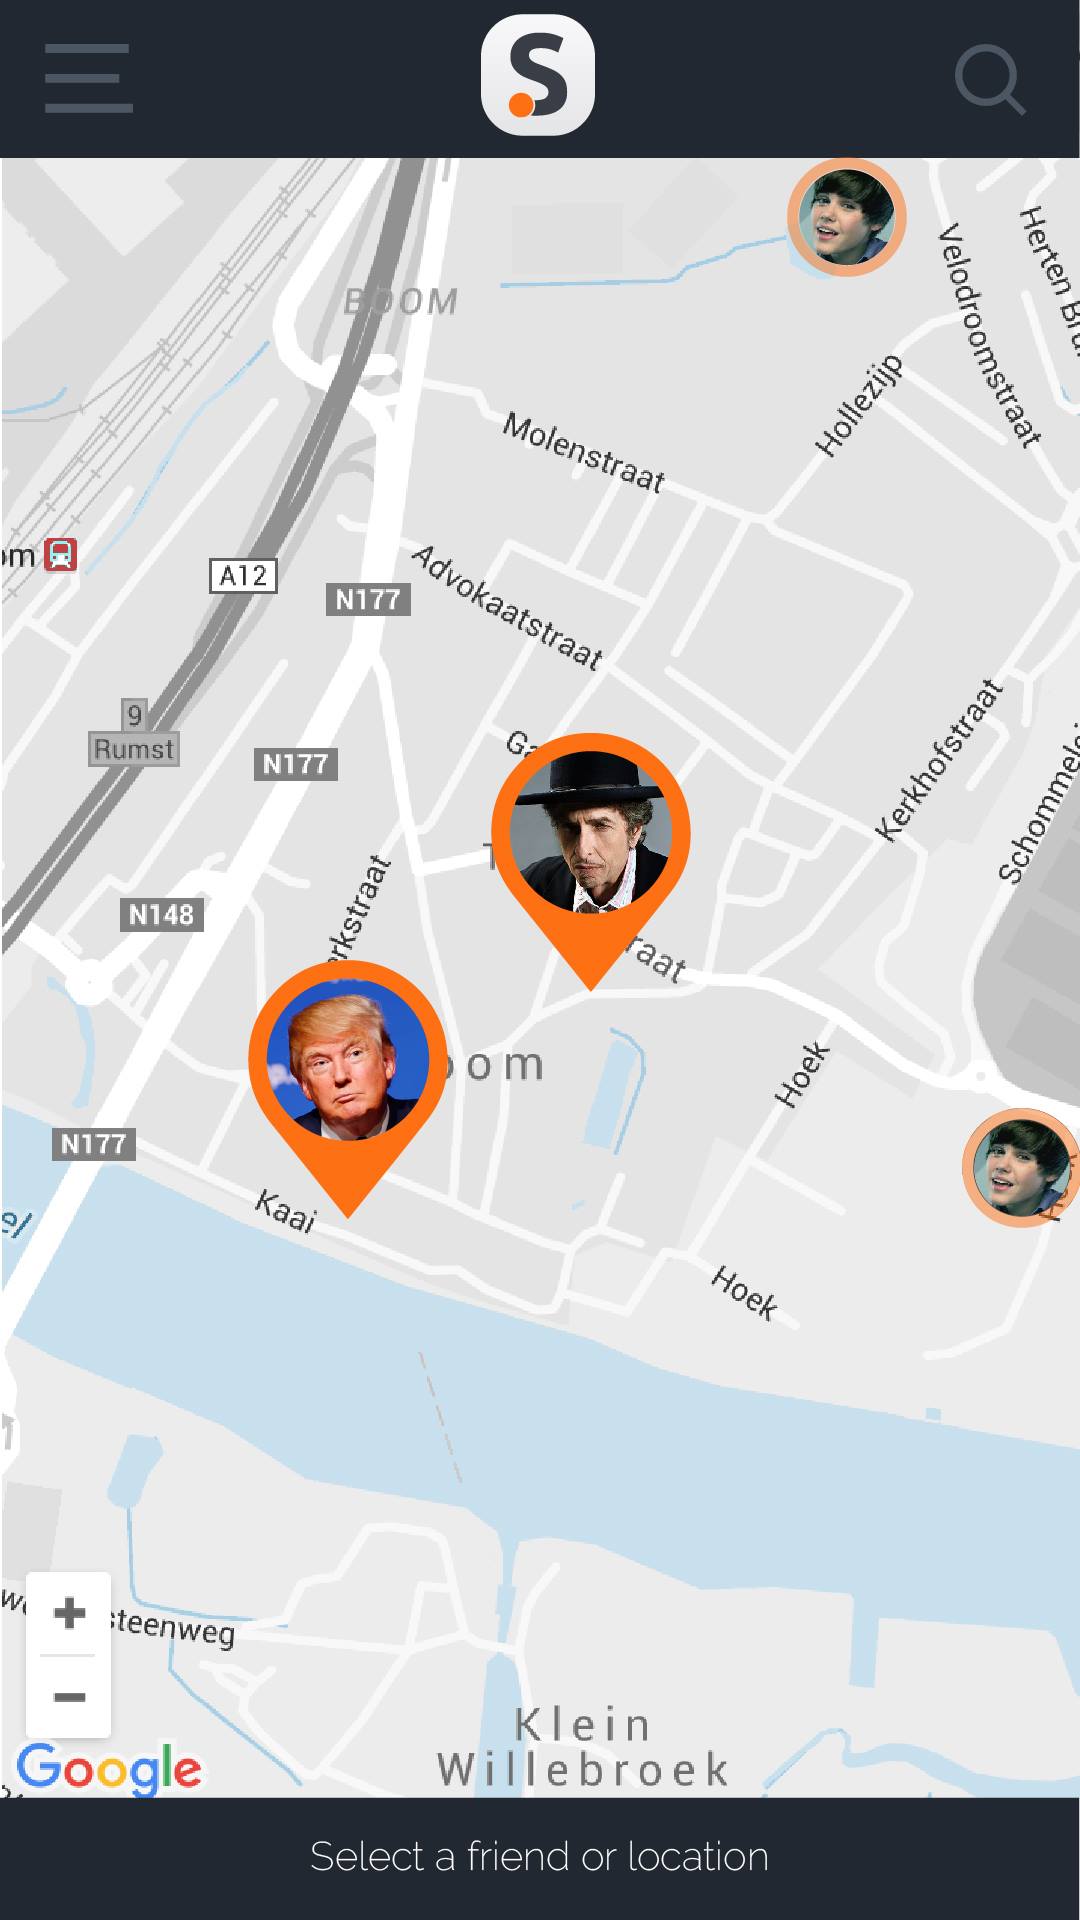 S
BOOM
Velodroomstraat
Hollezijp
Molenstraat
Advokaatstraat
A12
N177
9
Rumst
N177
Kerkhofstraat
N148
Hoek
N177
Kaai
Hoek
steenweg
Klein
Willebroek
Google
Select a friend or location